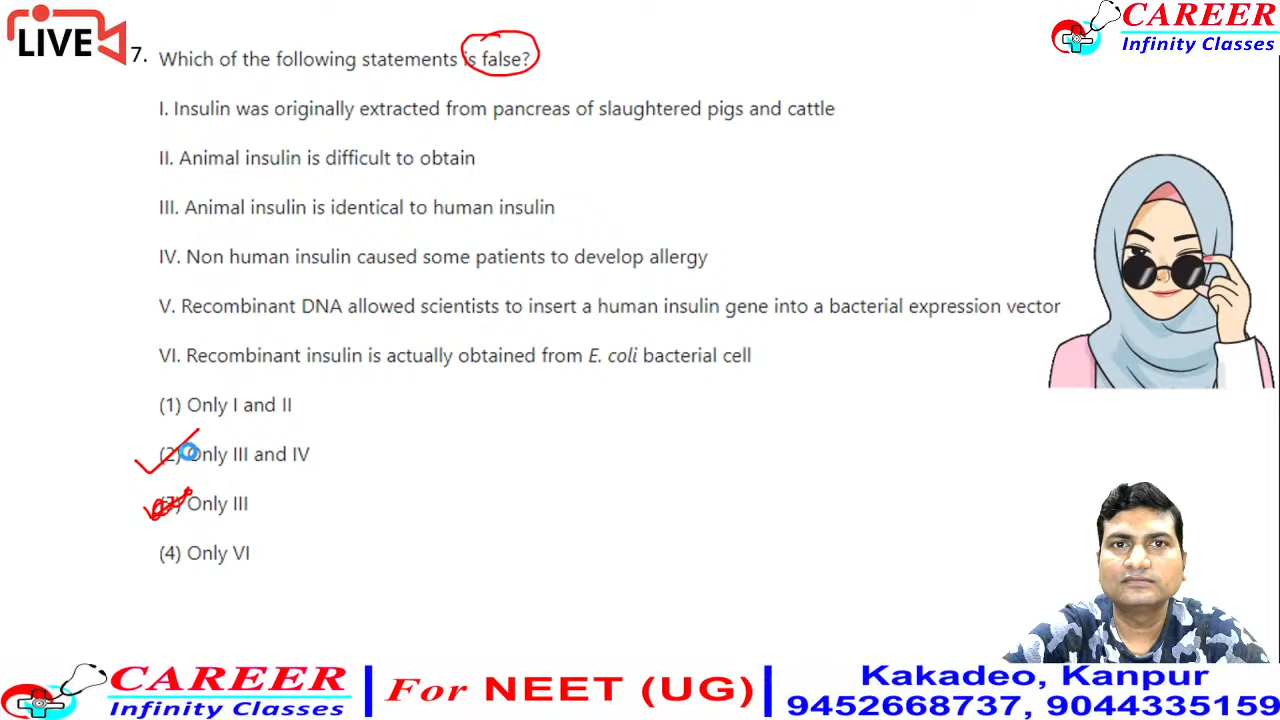 LIVE
CAREER
Infinity Classes
7. Which of the following statements is false?
I. Insulin was originally extracted from pancreas of slaughtered pigs and cattle
II. Animal insulin is difficult to obtain
III. Animal insulin is identical to human insulin
IV. Non human insulin caused some patients to develop allergy
V. Recombinant DNA allowed scientists to insert a human insulin gene into a bacterial expression vector
VI. Recombinant insulin is actually obtained from E. coli bacterial cell
(1) Only I and II
(2) Only III and IV
(3) Only III
(4) Only VI
CAREER
Infinity Classes
For NEET (UG)
Kakadeo, Kanpur
9452668737, 9044335159